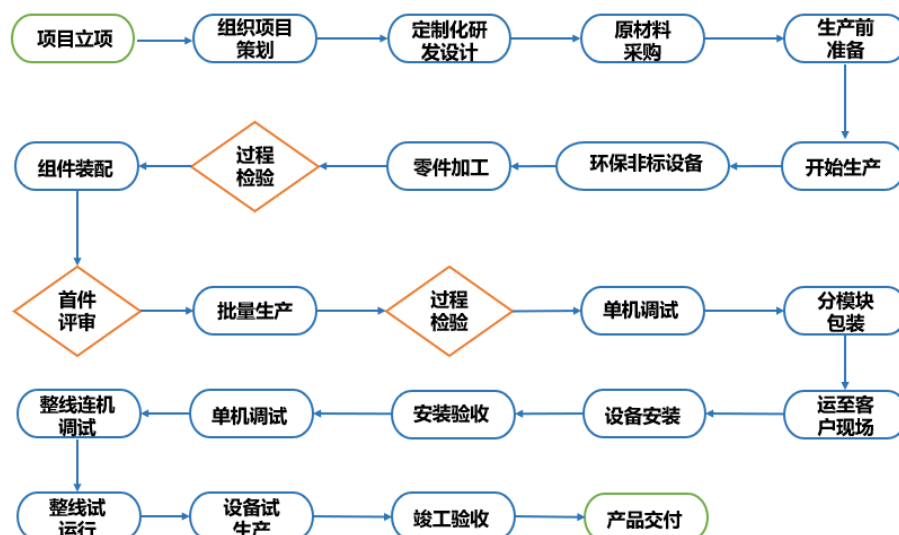 项目立项
组织项目
策划
定制化研
发设计
原材料
采购
生产前
准备
开始生产
环保非标设备
零件加工
过程
检验
组件装配
首件
评审
批量生产
过程
检验
单机调试
分模块
包装
运至客
户现场
设备安装
安装验收
单机调试
整线连机
调试
整线试
运行
设备试
生产
竣工验收
产品交付